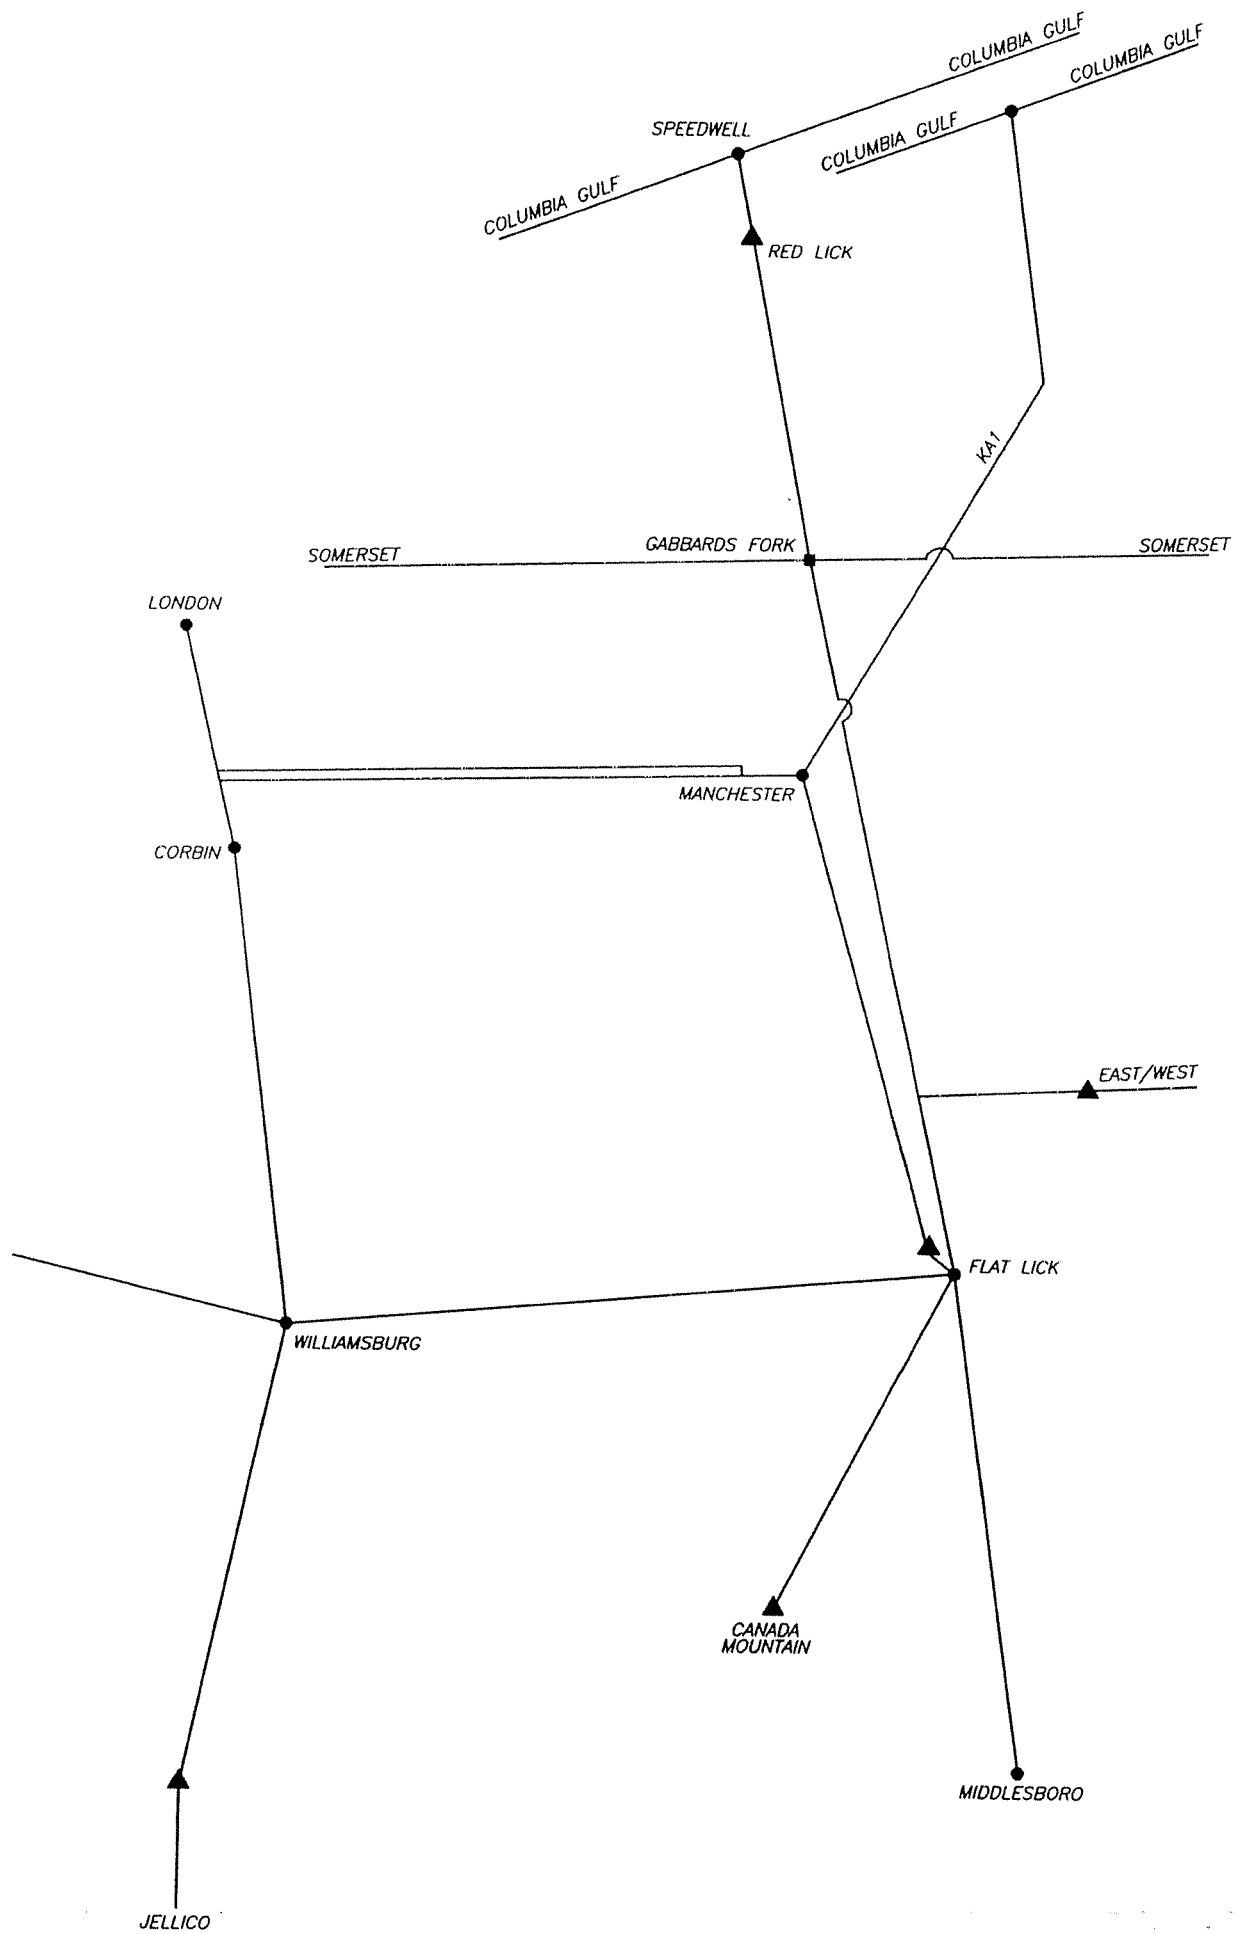 COLUMBIA GULF
COLUMBIA GULF
SPEEDWELL
COLUMBIA GULF
COLUMBIA GULF
RED LICK
KA1
GABBARDS FORK
SOMERSET
SOMERSET
LONDON
MANCHESTER
CORBIN
EAST/WEST
FLAT LICK
WILLIAMSBURG
CANADA
MOUNTAIN
MIDDLESBORO
JELLICO